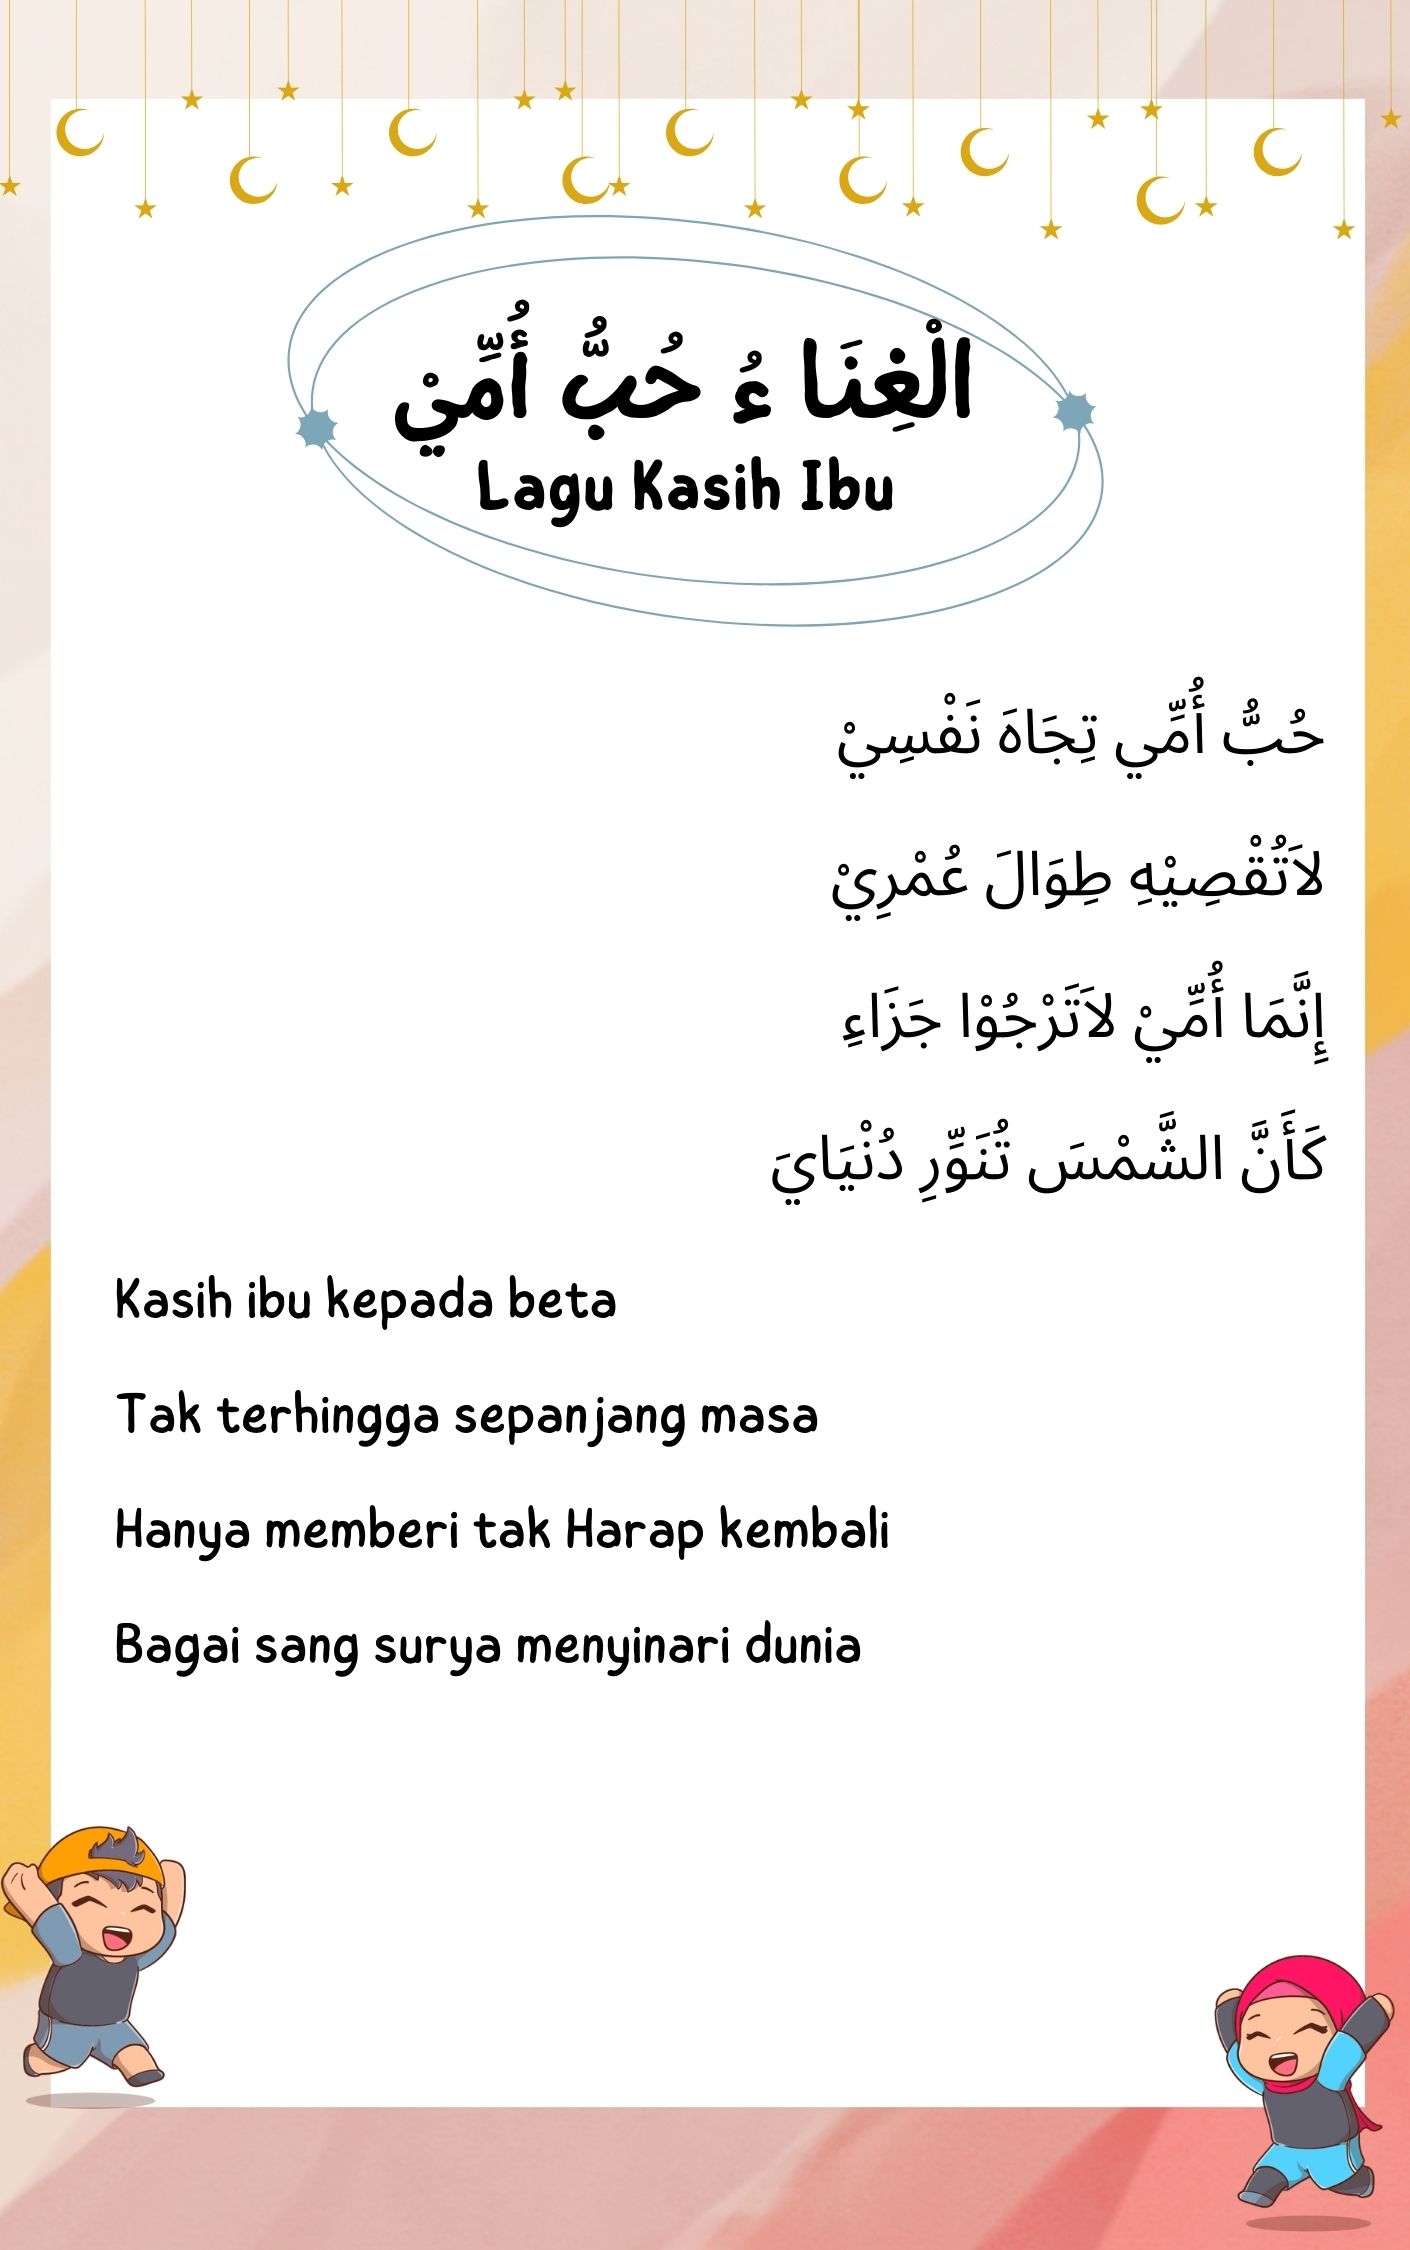 الْغِنَا ءُ حُبُّ أُمِّيْ
Lagu Kasih Ibu
حُبُّ أُمِّي تِجَاهَ نَفْسِيْ
لاَتُقْصِيْهِ طِوَالَ عُمْرِيْ
إِنَّمَا أُمِّيْ لاَتَرْجُوْا جَزَاءِ
كَأَنَّ الشَّمْسَ تُنَوِّرِ دُنْيَايَ
Kasih ibu kepada beta
Tak terhingga sepanjang masa
Hanya memberi tak Harap kembali
Bagai sang surya menyinari dunia